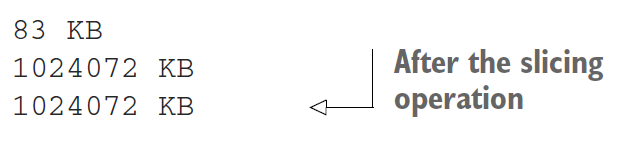 83 KB
1024072 KB
1024072 KB
After the slicing
operation